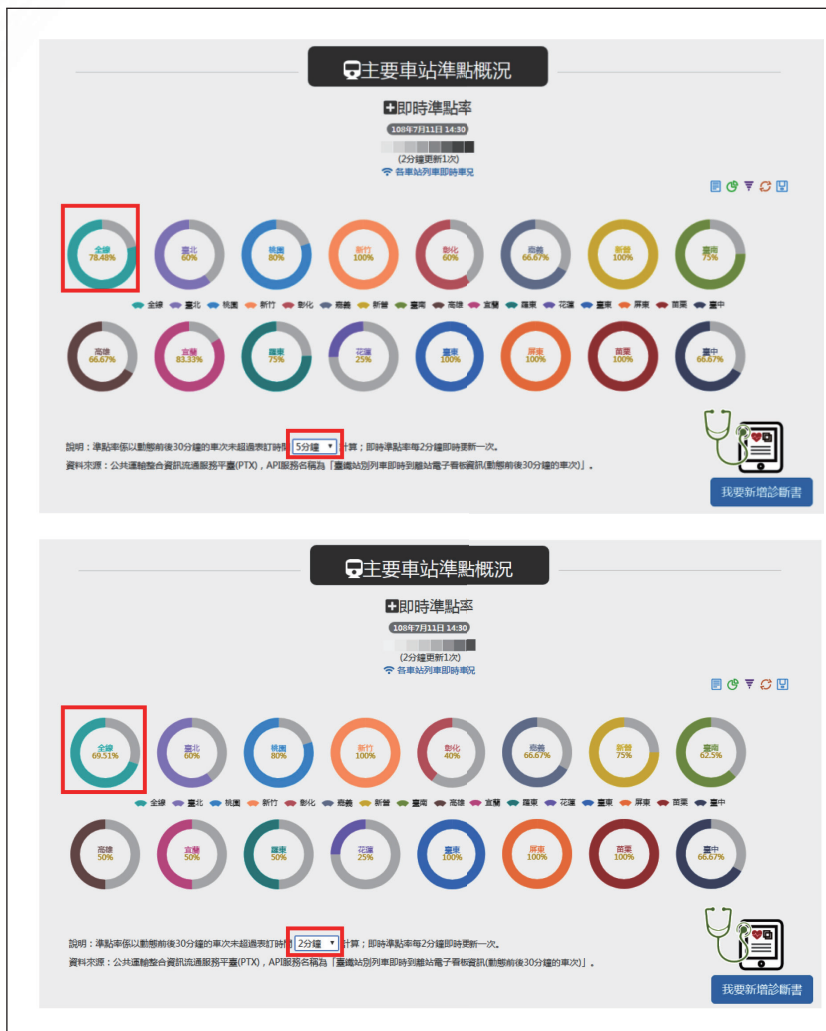 主要車站準點概況
即時準點率
108年7月11日 14:30
(2分鐘更新1次)
各車站列車即時車況
全線 78.48%
臺北 60%
桃園 80%
新竹 100%
彰化 60%
嘉義 66.67%
新營 100%
臺南 75%
全線 臺北 桃園 新竹 彰化 嘉義 新營 臺南 高雄 宜蘭 羅東 花蓮 臺東 屏東 苗栗 臺中
高雄 66.67%
宜蘭 83.33%
羅東 75%
花蓮 25%
臺東 100%
屏東 100%
苗栗 100%
臺中 66.67%
說明：準點率係以動態前後30分鐘的車次未超過表訂時間 5分鐘 計算；即時準點率每2分鐘即時更新一次。
資料來源：公共運輸整合資訊流通服務平臺(PTX)，API服務名稱為「臺鐵站別列車即時到離站電子看板資訊(動態前後30分鐘的車次)」。
我要新增診斷書
主要車站準點概況
即時準點率
108年7月11日 14:30
(2分鐘更新1次)
各車站列車即時車況
全線 69.51%
臺北 60%
桃園 80%
新竹 100%
彰化 40%
嘉義 66.67%
新營 75%
臺南 62.5%
全線 臺北 桃園 新竹 彰化 嘉義 新營 臺南 高雄 宜蘭 羅東 花蓮 臺東 屏東 苗栗 臺中
高雄 50%
宜蘭 50%
羅東 50%
花蓮 25%
臺東 100%
屏東 100%
苗栗 100%
臺中 66.67%
說明：準點率係以動態前後30分鐘的車次未超過表訂時間 2分鐘 計算；即時準點率每2分鐘即時更新一次。
資料來源：公共運輸整合資訊流通服務平臺(PTX)，API服務名稱為「臺鐵站別列車即時到離站電子看板資訊(動態前後30分鐘的車次)」。
我要新增診斷書